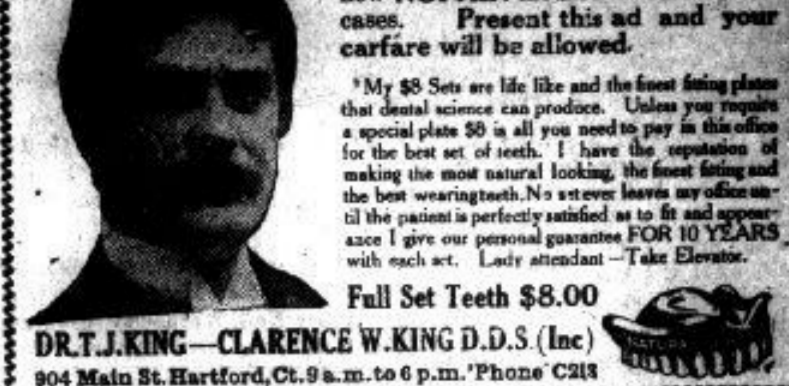 cases. Present this ad and your
carfare will be allowed.
"My $8 Sets are life like and the finest fitting plates
that dental science can produce. Unless you require
a special plate $8 is all you need to pay in this office
for the best set of teeth. I have the reputation of
making the most natural looking, the finest fitting and
the best wearing teeth. No set ever leaves my office un-
til the patient is perfectly satisfied as to fit and appear-
ance I give our personal guarantee FOR 10 YEARS
with each set. Lady attendant—Take Elevator.
Full Set Teeth $8.00
DR.T.J.KING—CLARENCE W.KING D.D.S.(Inc)
904 Main St. Hartford, Ct. 9 a.m. to 6 p.m. 'Phone C213